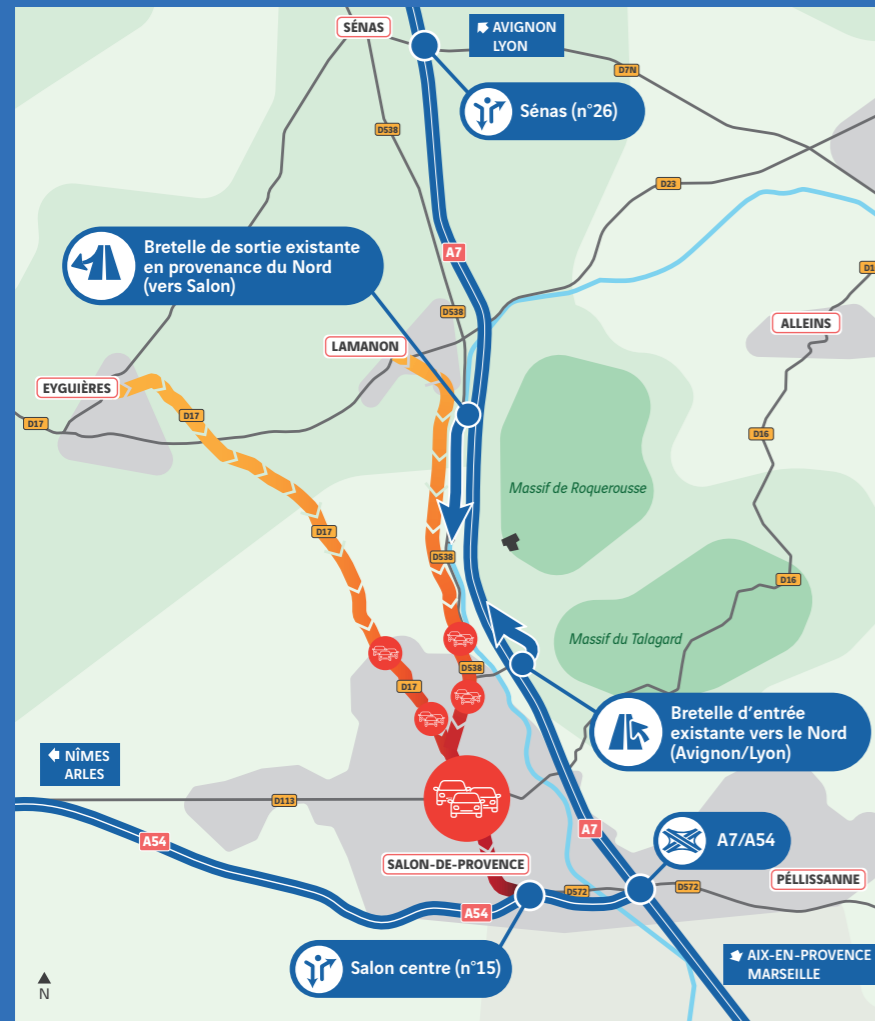 SÉNAS
AVIGNON
LYON
D7N
Sénas (n°26)
D538
D23
A7
Bretelle de sortie existante
en provenance du Nord
(vers Salon)
D538
ALLEINS
LAMANON
EYGUIÈRES
D17
D17
D16
Massif de Roquerousse
D17
D538
D16
Massif du Talagard
D538
D17
Bretelle d'entrée
existante vers le Nord
(Avignon/Lyon)
NÎMES
ARLES
D113
A54
A7
A7/A54
SALON-DE-PROVENCE
PÉLLISSANNE
D572
D572
A54
AIX-EN-PROVENCE
MARSEILLE
Salon centre (n°15)
N